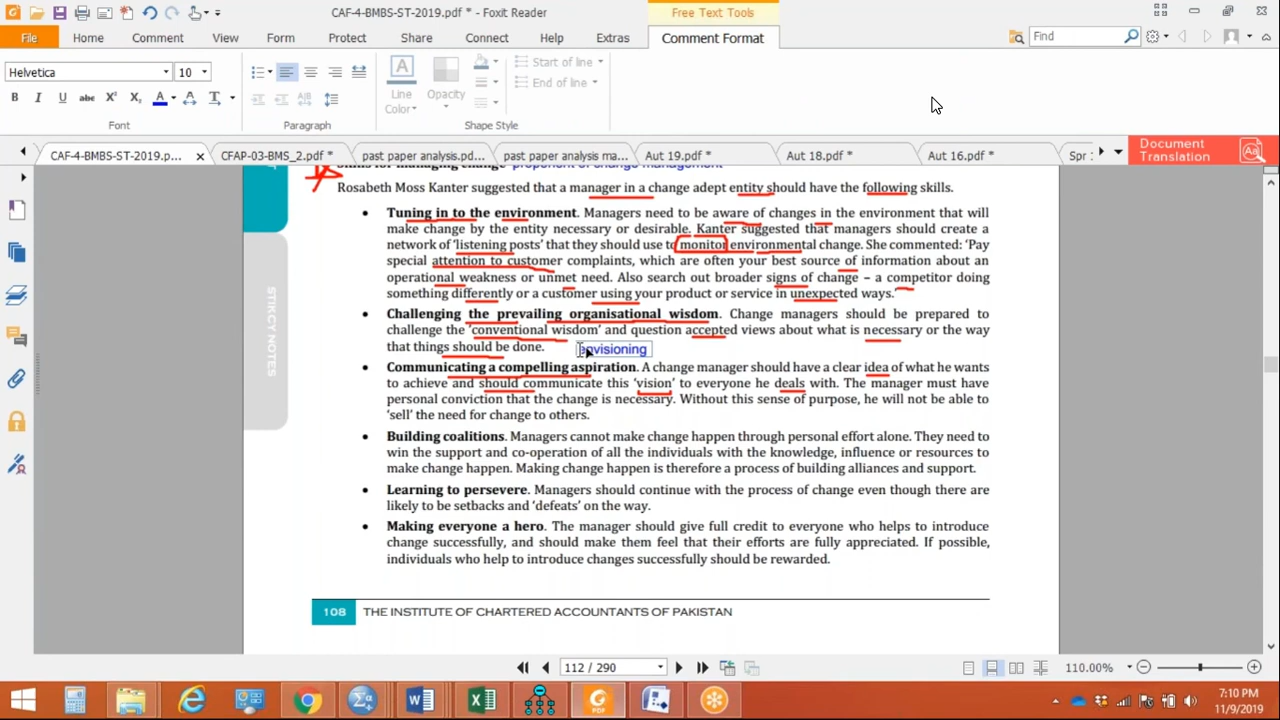 CAF-4-BMBS-ST-2019.pdf * - Foxit Reader
Free Text Tools
File Home Comment View Form Protect Share Connect Help Extras Comment Format
Find
Helvetica 10
Start of line
End of line
B I U abc X² X₂ A A T
Line Color
Opacity
Font Paragraph Shape Style
CAF-4-BMBS-ST-2019.p... CFAP-03-BMS_2.pdf * past paper analysis.pd... past paper analysis ma... Aut 19.pdf * Aut 18.pdf * Aut 16.pdf * Spr :
Document Translation
Skills for managing change proponent of change management
Rosabeth Moss Kanter suggested that a manager in a change adept entity should have the following skills.
• Tuning in to the environment. Managers need to be aware of changes in the environment that will
make change by the entity necessary or desirable. Kanter suggested that managers should create a
network of ‘listening posts’ that they should use to monitor environmental change. She commented: ‘Pay
special attention to customer complaints, which are often your best source of information about an
operational weakness or unmet need. Also search out broader signs of change – a competitor doing
something differently or a customer using your product or service in unexpected ways.’
• Challenging the prevailing organisational wisdom. Change managers should be prepared to
challenge the ‘conventional wisdom’ and question accepted views about what is necessary or the way
that things should be done.
envisioning
• Communicating a compelling aspiration. A change manager should have a clear idea of what he wants
to achieve and should communicate this ‘vision’ to everyone he deals with. The manager must have
personal conviction that the change is necessary. Without this sense of purpose, he will not be able to
‘sell’ the need for change to others.
• Building coalitions. Managers cannot make change happen through personal effort alone. They need to
win the support and co-operation of all the individuals with the knowledge, influence or resources to
make change happen. Making change happen is therefore a process of building alliances and support.
• Learning to persevere. Managers should continue with the process of change even though there are
likely to be setbacks and ‘defeats’ on the way.
• Making everyone a hero. The manager should give full credit to everyone who helps to introduce
change successfully, and should make them feel that their efforts are fully appreciated. If possible,
individuals who help to introduce changes successfully should be rewarded.
STIKCY NOTES
108 THE INSTITUTE OF CHARTERED ACCOUNTANTS OF PAKISTAN
112 / 290
110.00%
7:10 PM
11/9/2019